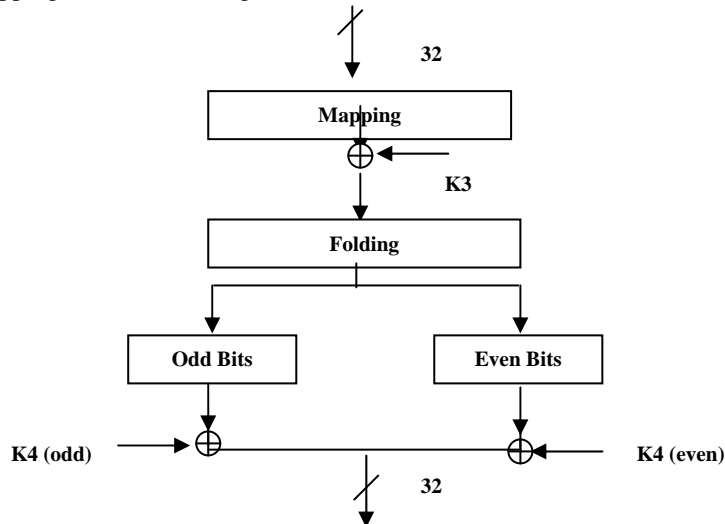 32
Mapping
K3
Folding
Odd Bits
Even Bits
K4 (odd)
K4 (even)
32